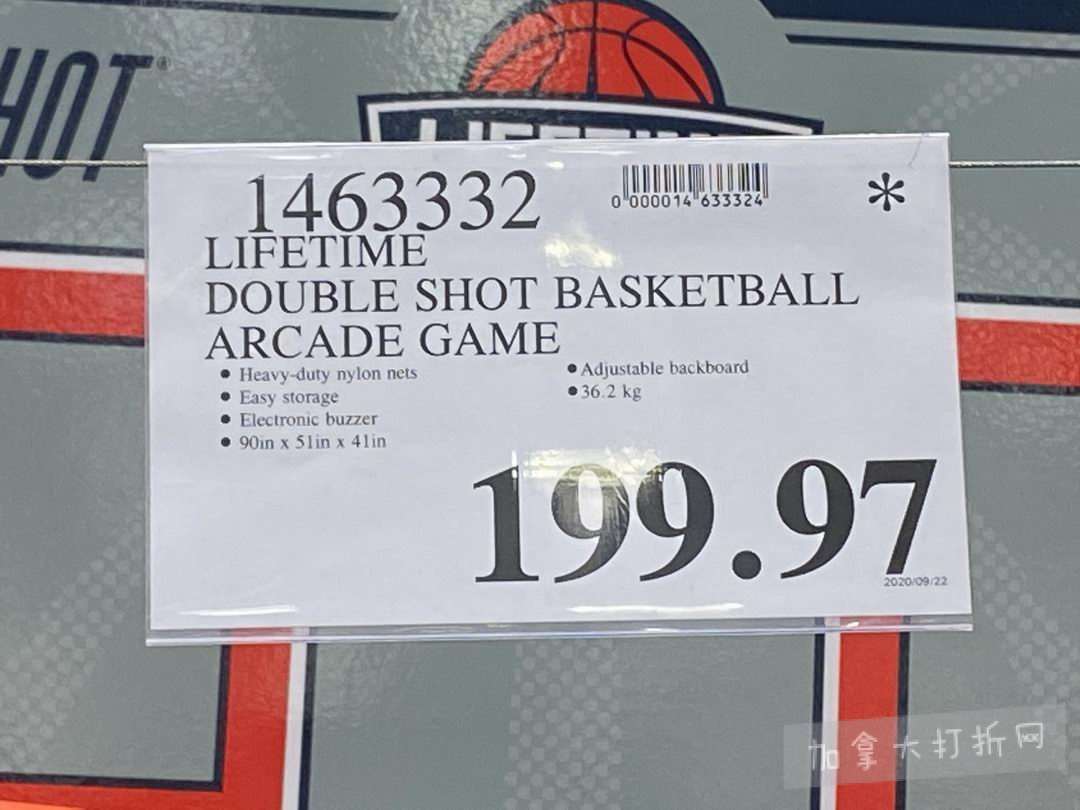 HOT®
LIFETIME
1463332
0 000014 633324
*
LIFETIME
DOUBLE SHOT BASKETBALL
ARCADE GAME
• Heavy-duty nylon nets
• Easy storage
• Electronic buzzer
• 90in x 51in x 41in
• Adjustable backboard
• 36.2 kg
199.97
2020/09/22
加拿大打折网